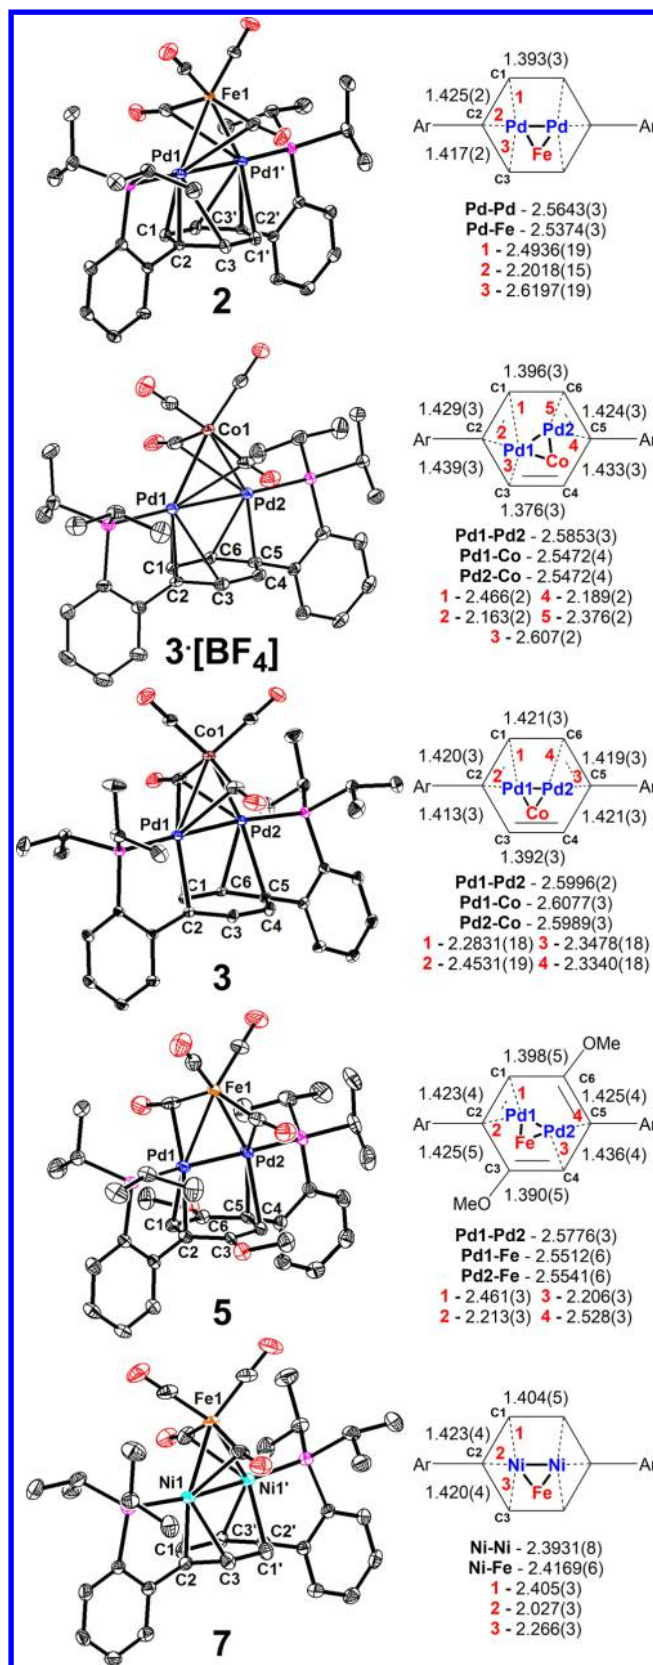 Fe1
Pd1
Pd1'
C1
C3'
C2'
C2
C3
C1'
2
1.393(3)
C1
1.425(2)
1
C2
2
Ar
Pd
Pd
Ar
3
Fe
1.417(2)
C3
Pd-Pd - 2.5643(3)
Pd-Fe - 2.5374(3)
1 - 2.4936(19)
2 - 2.2018(15)
3 - 2.6197(19)
Co1
Pd1
Pd2
C1
C6
C5
C4
C2
C3
3·[BF4]
1.396(3)
C1
C6
1.429(3)
1
5
1.424(3)
C2
2
Pd2
C5
Ar
Pd1
4
Ar
3
Co
1.439(3)
1.433(3)
C3
C4
1.376(3)
Pd1-Pd2 - 2.5853(3)
Pd1-Co - 2.5472(4)
Pd2-Co - 2.5472(4)
1 - 2.466(2) 4 - 2.189(2)
2 - 2.163(2) 5 - 2.376(2)
3 - 2.607(2)
Co1
Pd1
Pd2
C1
C6
C5
C2
C3
C4
3
1.421(3)
C1
C6
1.420(3)
1
4
1.419(3)
C2
2
3
C5
Ar
Pd1
Pd2
Ar
Co
1.413(3)
1.421(3)
C3
C4
1.392(3)
Pd1-Pd2 - 2.5996(2)
Pd1-Co - 2.6077(3)
Pd2-Co - 2.5989(3)
1 - 2.2831(18) 3 - 2.3478(18)
2 - 2.4531(19) 4 - 2.3340(18)
Fe1
Pd1
Pd2
C1
C5
C4
C6
C2
C3
5
OMe
1.398(5)
C1
C6
1.423(4)
1
1.425(4)
C2
Pd1
4
C5
Ar
2
Fe
Pd2
Ar
3
1.425(5)
1.436(4)
C3
C4
MeO
1.390(5)
Pd1-Pd2 - 2.5776(3)
Pd1-Fe - 2.5512(6)
Pd2-Fe - 2.5541(6)
1 - 2.461(3) 3 - 2.206(3)
2 - 2.213(3) 4 - 2.528(3)
Fe1
Ni1
Ni1'
C1
C3'
C2'
C2
C3
C1'
7
1.404(5)
C1
1.423(4)
1
C2
2
Ar
Ni
Ni
Ar
3
Fe
1.420(4)
C3
Ni-Ni - 2.3931(8)
Ni-Fe - 2.4169(6)
1 - 2.405(3)
2 - 2.027(3)
3 - 2.266(3)